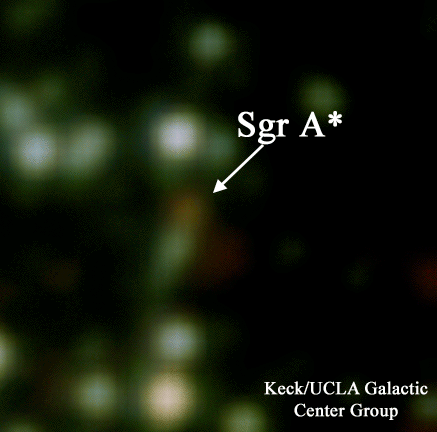 Sgr A*
Keck/UCLA Galactic
Center Group